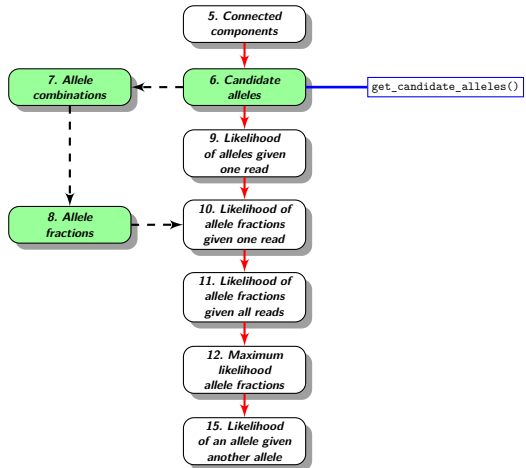 5. Connected
components
7. Allele
combinations
6. Candidate
alleles
get_candidate_alleles()
9. Likelihood
of alleles given
one read
8. Allele
fractions
10. Likelihood of
allele fractions
given one read
11. Likelihood of
allele fractions
given all reads
12. Maximum
likelihood
allele fractions
15. Likelihood
of an allele given
another allele